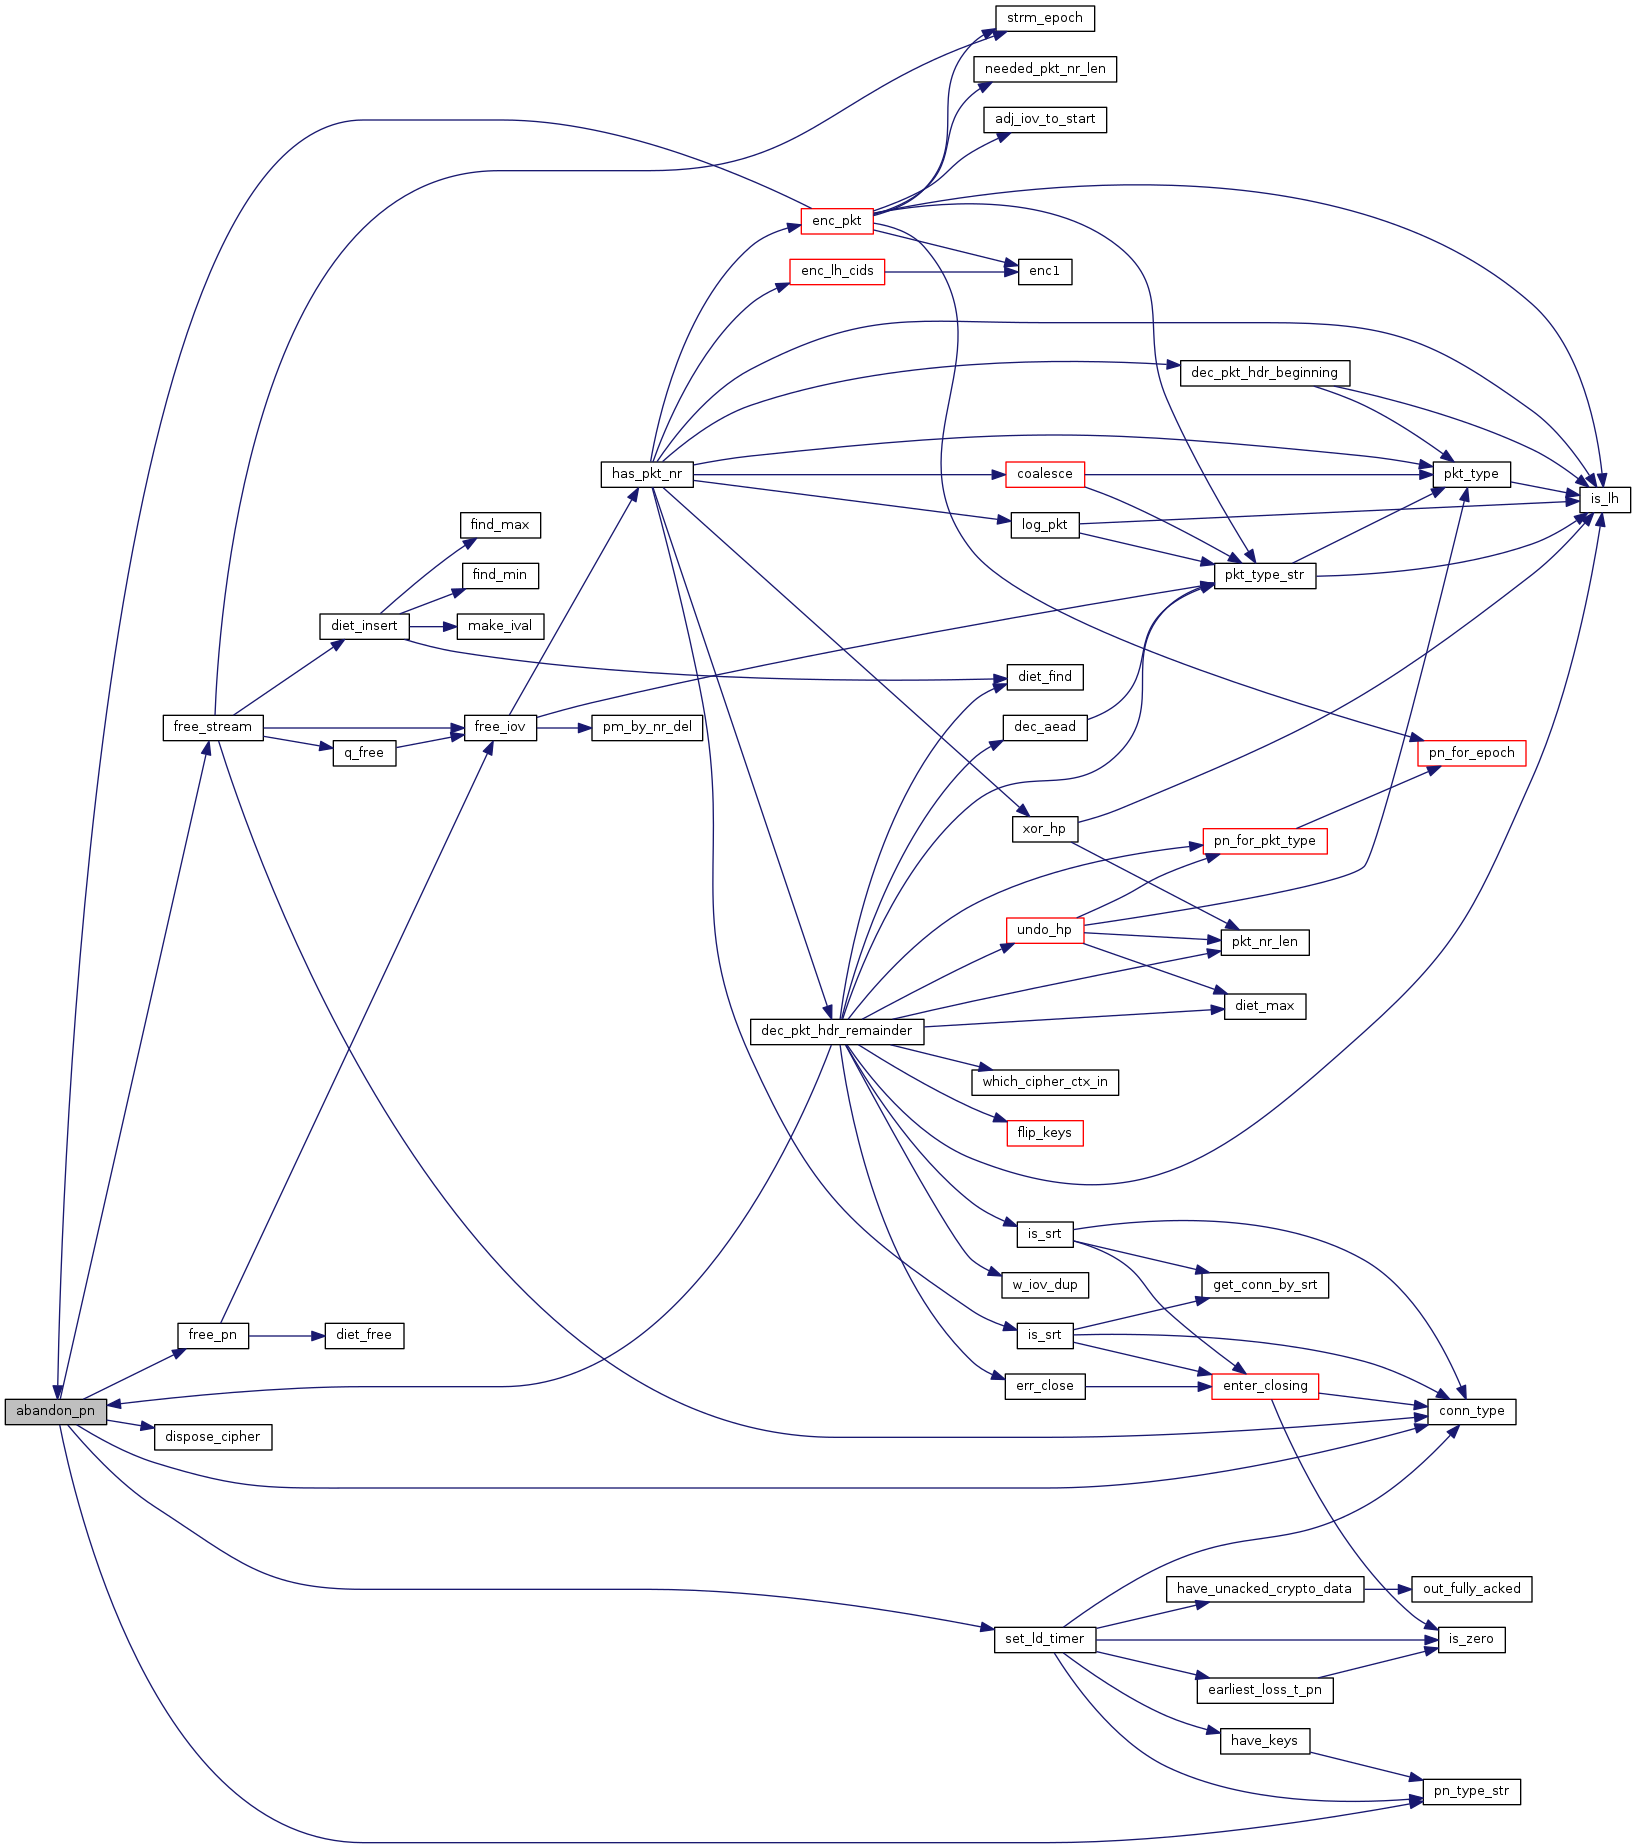 strm_epoch
needed_pkt_nr_len
adj_iov_to_start
enc_pkt
enc_lh_cids
enc1
dec_pkt_hdr_beginning
has_pkt_nr
coalesce
pkt_type
is_lh
find_max
log_pkt
find_min
pkt_type_str
diet_insert
make_ival
diet_find
free_stream
free_iov
pm_by_nr_del
dec_aead
q_free
pn_for_epoch
xor_hp
pn_for_pkt_type
undo_hp
pkt_nr_len
diet_max
dec_pkt_hdr_remainder
which_cipher_ctx_in
flip_keys
is_srt
w_iov_dup
get_conn_by_srt
free_pn
diet_free
is_srt
err_close
enter_closing
abandon_pn
conn_type
dispose_cipher
have_unacked_crypto_data
out_fully_acked
set_ld_timer
is_zero
earliest_loss_t_pn
have_keys
pn_type_str